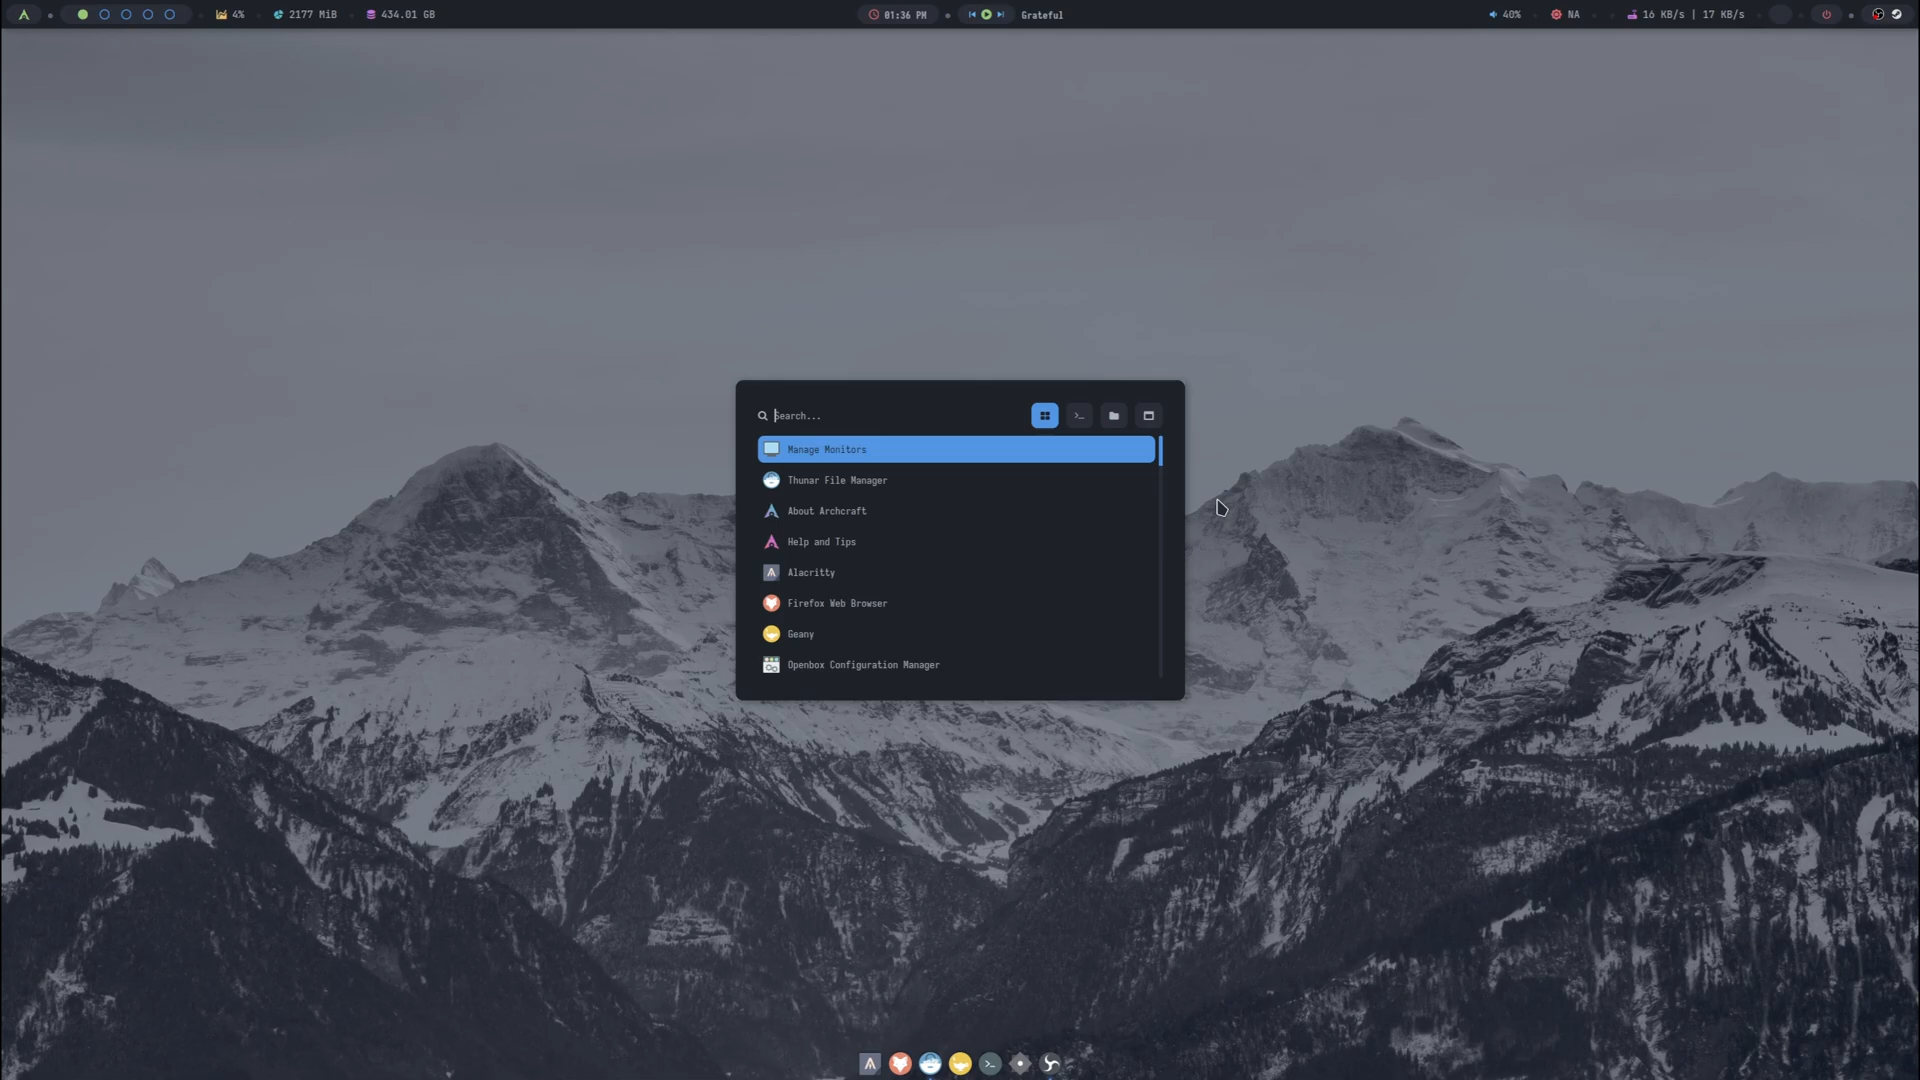 4% 2177 MiB 434.01 GB 01:36 PM Grateful 40% NA 16 KB/s | 17 KB/s
Search...
Manage Monitors
Thunar File Manager
About Archcraft
Help and Tips
Alacritty
Firefox Web Browser
Geany
Openbox Configuration Manager